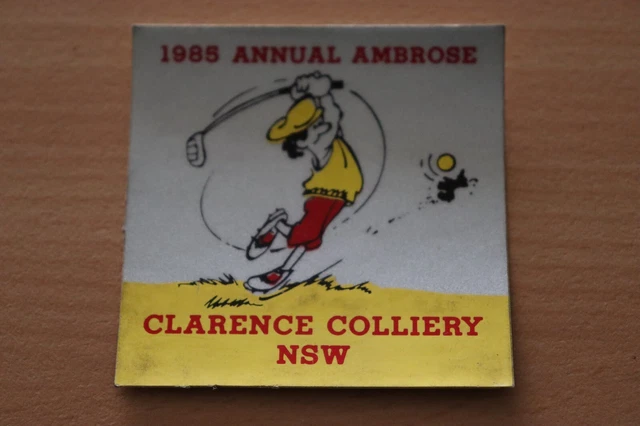 1985 ANNUAL AMBROSE
CLARENCE COLLIERY
NSW